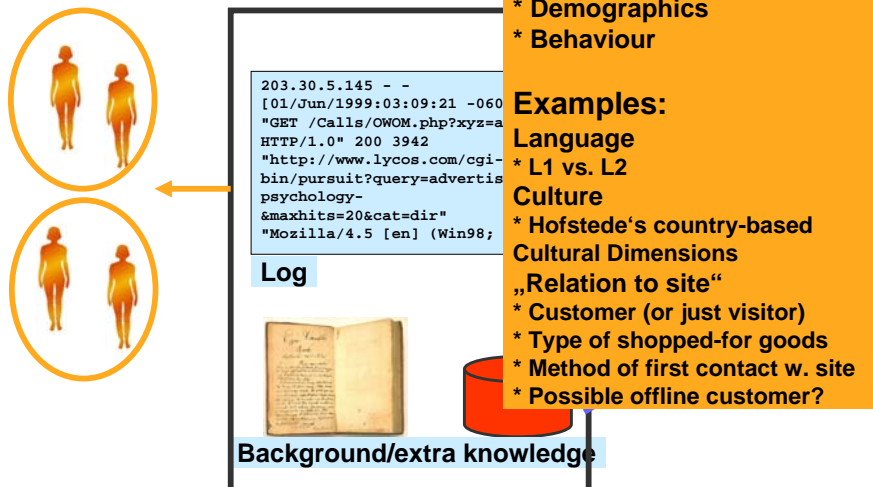 * Demographics
* Behaviour
203.30.5.145 - -
[01/Jun/1999:03:09:21 -060
"GET /Calls/OWOM.php?xyz=a
HTTP/1.0" 200 3942
"http://www.lycos.com/cgi-
bin/pursuit?query=advertis
psychology-
&maxhits=20&cat=dir"
"Mozilla/4.5 [en] (Win98;
Log
Background/extra knowledge
Examples:
Language
* L1 vs. L2
Culture
* Hofstede‘s country-based
Cultural Dimensions
„Relation to site“
* Customer (or just visitor)
* Type of shopped-for goods
* Method of first contact w. site
* Possible offline customer?